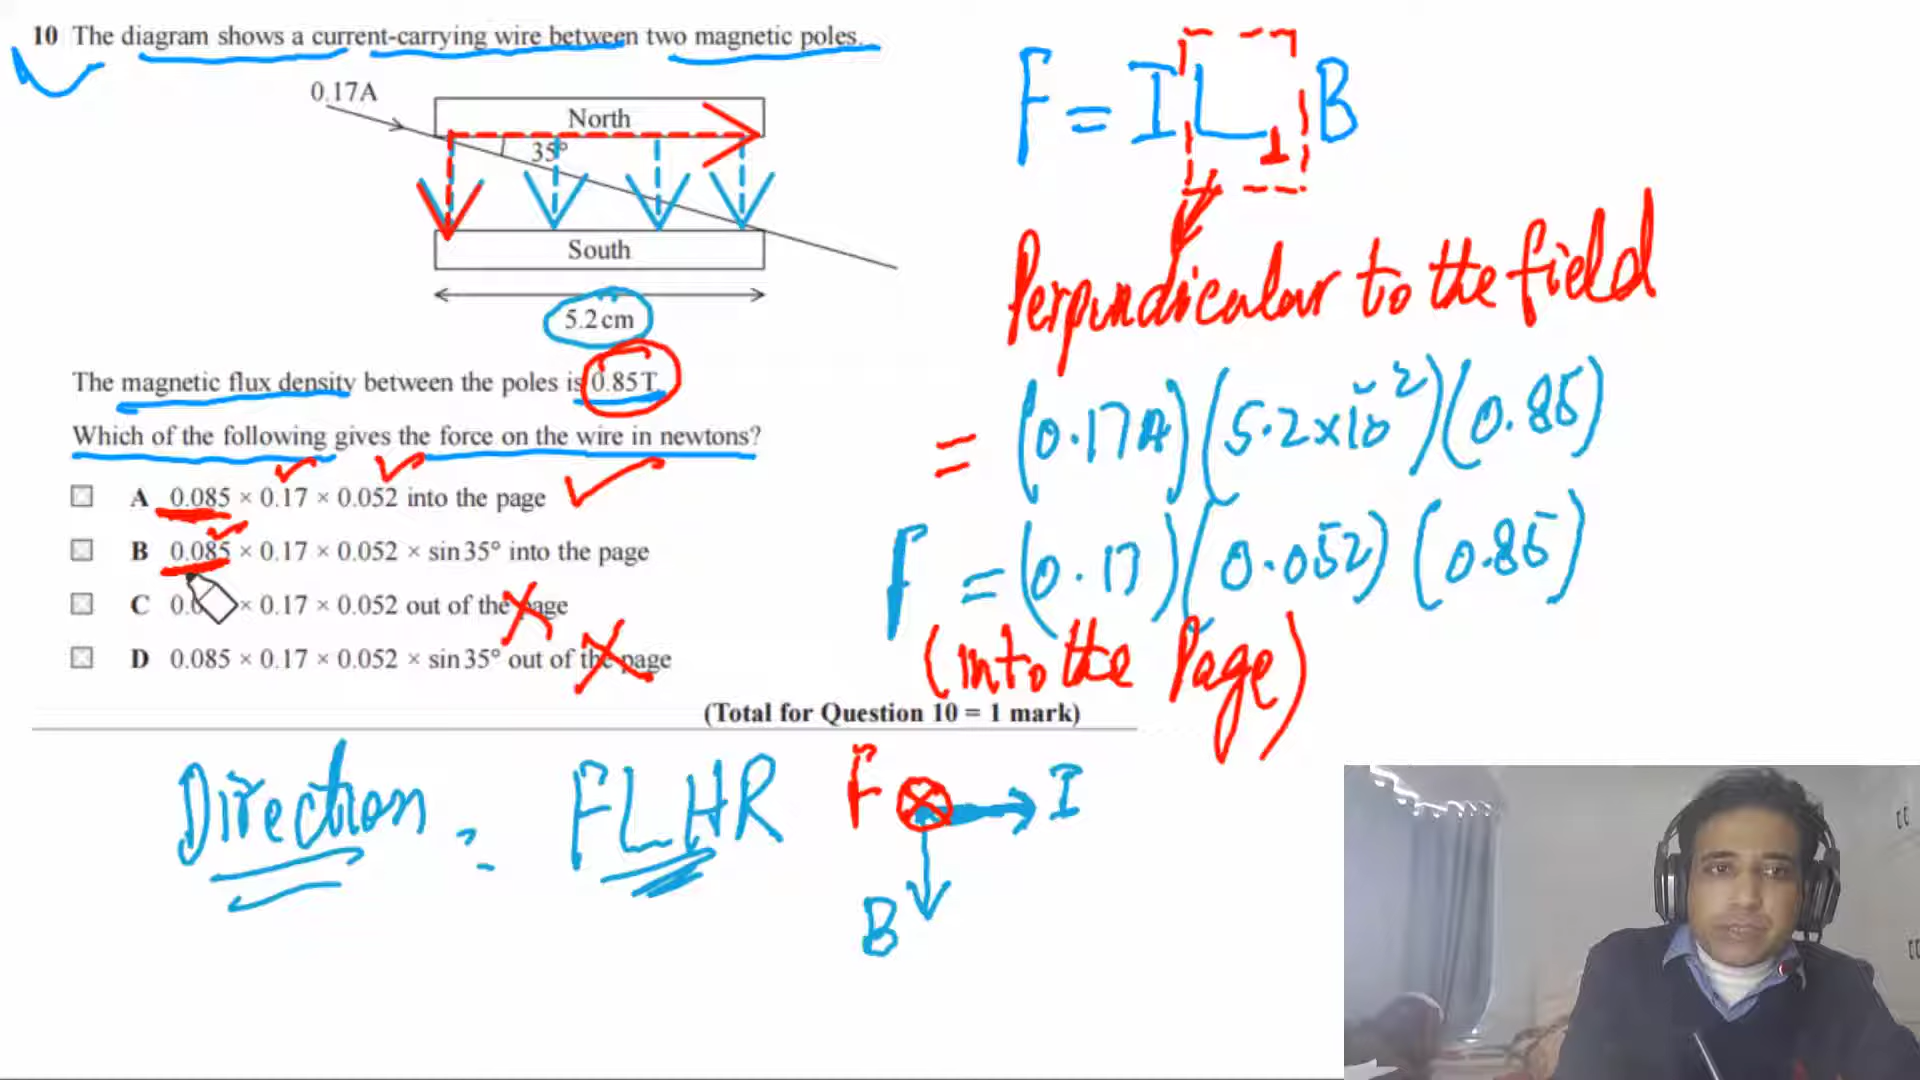 10 The diagram shows a current-carrying wire between two magnetic poles.
0.17A
North
35°
South
5.2cm
The magnetic flux density between the poles is 0.85T
Which of the following gives the force on the wire in newtons?
A 0.085 × 0.17 × 0.052 into the page
B 0.085 × 0.17 × 0.052 × sin 35° into the page
C 0.0 × 0.17 × 0.052 out of the page
D 0.085 × 0.17 × 0.052 × sin 35° out of the page
(Total for Question 10 = 1 mark)
F = I L⊥ B
Perpendicular to the field
= (0.17A)(5.2×10⁻²)(0.85)
F = (0.17)(0.052)(0.85)
(into the Page)
Direction : FLHR
F
I
B